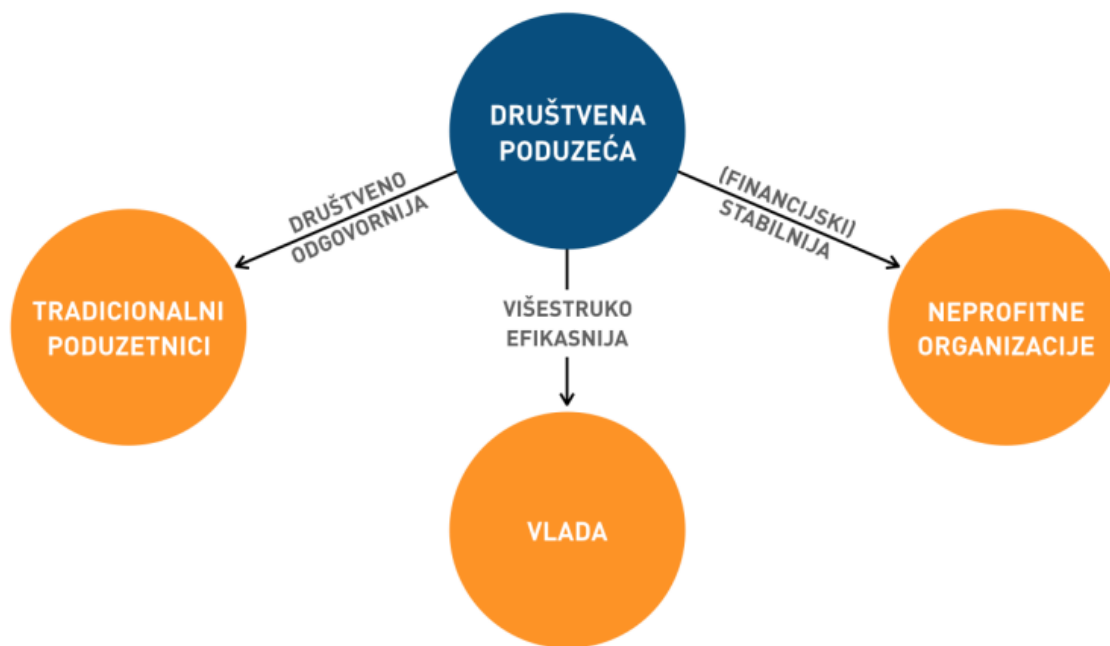 DRUŠTVENA
PODUZEĆA
DRUŠTVENO
ODGOVORNIJA
(FINANCIJSKI)
STABILNIJA
TRADICIONALNI
PODUZETNICI
VIŠESTRUKO
EFIKASNIJA
NEPROFITNE
ORGANIZACIJE
VLADA